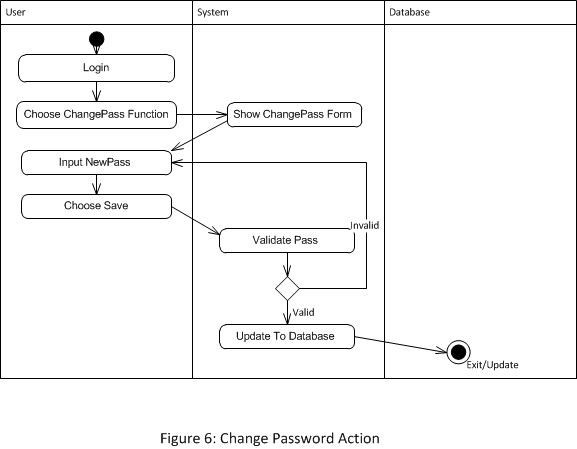 User
System
Database
Login
Choose ChangePass Function
Show ChangePass Form
Input NewPass
Choose Save
Invalid
Validate Pass
Valid
Update To Database
Exit/Update
Figure 6: Change Password Action